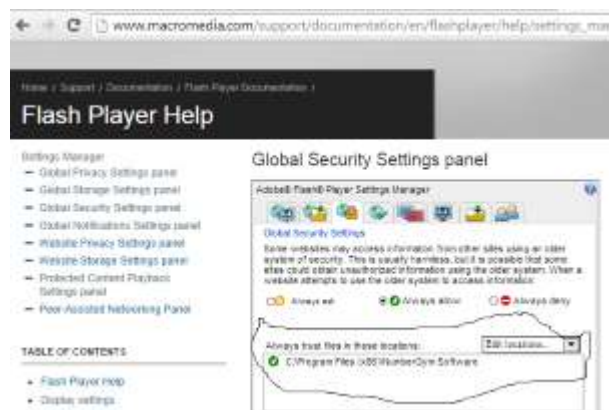 www.macromedia.com/support/documentation/en/flashplayer/help/settings_ma
Home / Support / Documentation / Flash Player Documentation /
Flash Player Help
Settings Manager
Global Privacy Settings panel
Global Storage Settings panel
Global Security Settings panel
Global Notifications Settings panel
Website Privacy Settings panel
Website Storage Settings panel
Protected Content Playback
Settings panel
Peer-Assisted Networking Panel
TABLE OF CONTENTS
Flash Player Help
Display settings
Global Security Settings panel
Adobe® Flash® Player Settings Manager
Global Security Settings
Some websites may access information from other sites using an older
system of security. This is usually harmless, but it is possible that some
sites could obtain unauthorized information using the older system. When a
website attempts to use the older system to access information:
Always ask
Always allow
Always deny
Always trust files in these locations:
Edit locations...
C:\Program Files (x86)\NumberGym Software